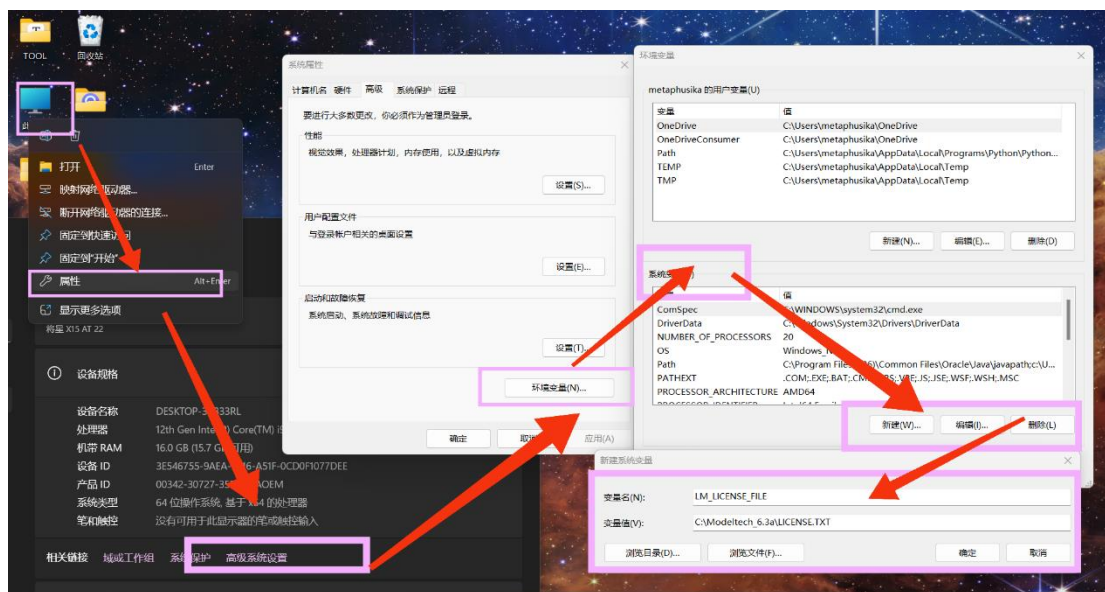 TOOL
回收站
打开
Enter
映射网络驱动器...
断开网络驱动器的连接...
固定到快速访问
固定到"开始"
属性
Alt+Enter
显示更多选项
将星 X15 AT 22
设备规格
设备名称
处理器
12th Gen
机带 RAM
16.0 GB (15.7 GB 可用)
设备 ID
产品 ID
系统类型
64 位操作系统, 基于 x64 的处理器
笔和触控
没有可用于此显示器的笔或触控输入
相关链接 域或工作组 系统保护 高级系统设置
系统属性
计算机名 硬件 高级 系统保护 远程
要进行大多数更改，你必须作为管理员登录。
性能
视觉效果，处理器计划，内存使用，以及虚拟内存
设置(S)...
用户配置文件
与登录帐户相关的桌面设置
设置(E)...
启动和故障恢复
系统启动、系统故障和调试信息
设置(T)...
环境变量(N)...
确定
应用(A)
环境变量
metaphusika 的用户变量(U)
变量 值
OneDrive C:\Users\metaphusika\OneDrive
OneDriveConsumer C:\Users\metaphusika\OneDrive
Path C:\Users\metaphusika\AppData\Local\Programs\Python\Python...
TEMP C:\Users\metaphusika\AppData\Local\Temp
TMP C:\Users\metaphusika\AppData\Local\Temp
新建(N)... 编辑(E)... 删除(D)
值
ComSpec C:\WINDOWS\system32\cmd.exe
DriverData C:\Windows\System32\Drivers\DriverData
NUMBER_OF_PROCESSORS 20
OS
Path
PATHEXT
PROCESSOR_ARCHITECTURE AMD64
新建(W)... 编辑(I)... 删除(L)
新建系统变量
变量名(N): LM_LICENSE_FILE
变量值(V): C:\Modeltech_6.3a\LICENSE.TXT
浏览目录(D)... 浏览文件(F)... 确定 取消